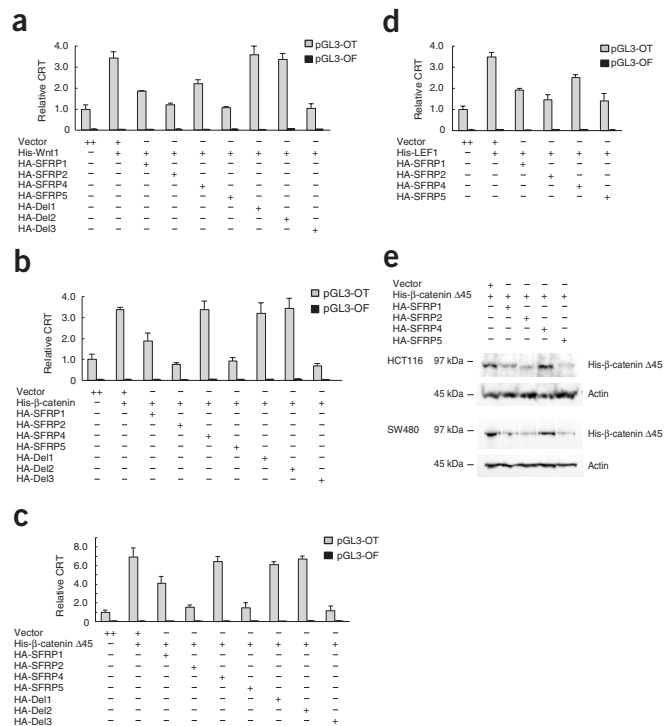 a
4.0
3.0
2.0
1.0
0
Relative CRT
pGL3-OT
pGL3-OF
Vector ++ + – – – – – – –
His-Wnt1 – + + + + + + + +
HA-SFRP1 – – + – – – – – –
HA-SFRP2 – – – + – – – – –
HA-SFRP4 – – – – + – – – –
HA-SFRP5 – – – – – + – – –
HA-Del1 – – – – – – + – –
HA-Del2 – – – – – – – + –
HA-Del3 – – – – – – – – +
b
4.0
3.0
2.0
1.0
0
Relative CRT
pGL3-OT
pGL3-OF
Vector ++ + – – – – – – –
His-β-catenin – + + + + + + + +
HA-SFRP1 – – + – – – – – –
HA-SFRP2 – – – + – – – – –
HA-SFRP4 – – – – + – – – –
HA-SFRP5 – – – – – + – – –
HA-Del1 – – – – – – + – –
HA-Del2 – – – – – – – + –
HA-Del3 – – – – – – – – +
c
8.0
6.0
4.0
2.0
0
Relative CRT
pGL3-OT
pGL3-OF
Vector ++ + – – – – – – –
His-β-catenin Δ45 – + + + + + + + +
HA-SFRP1 – – + – – – – – –
HA-SFRP2 – – – + – – – – –
HA-SFRP4 – – – – + – – – –
HA-SFRP5 – – – – – + – – –
HA-Del1 – – – – – – + – –
HA-Del2 – – – – – – – + –
HA-Del3 – – – – – – – – +
d
4.0
3.0
2.0
1.0
0
Relative CRT
pGL3-OT
pGL3-OF
Vector ++ + – – – –
His-LEF1 – + + + + +
HA-SFRP1 – – + – – –
HA-SFRP2 – – – + – –
HA-SFRP4 – – – – + –
HA-SFRP5 – – – – – +
e
Vector + – – – –
His-β-catenin Δ45 + + + + +
HA-SFRP1 – + – – –
HA-SFRP2 – – + – –
HA-SFRP4 – – – + –
HA-SFRP5 – – – – +
HCT116 97 kDa – His-β-catenin Δ45
45 kDa – Actin
SW480 97 kDa – His-β-catenin Δ45
45 kDa – Actin